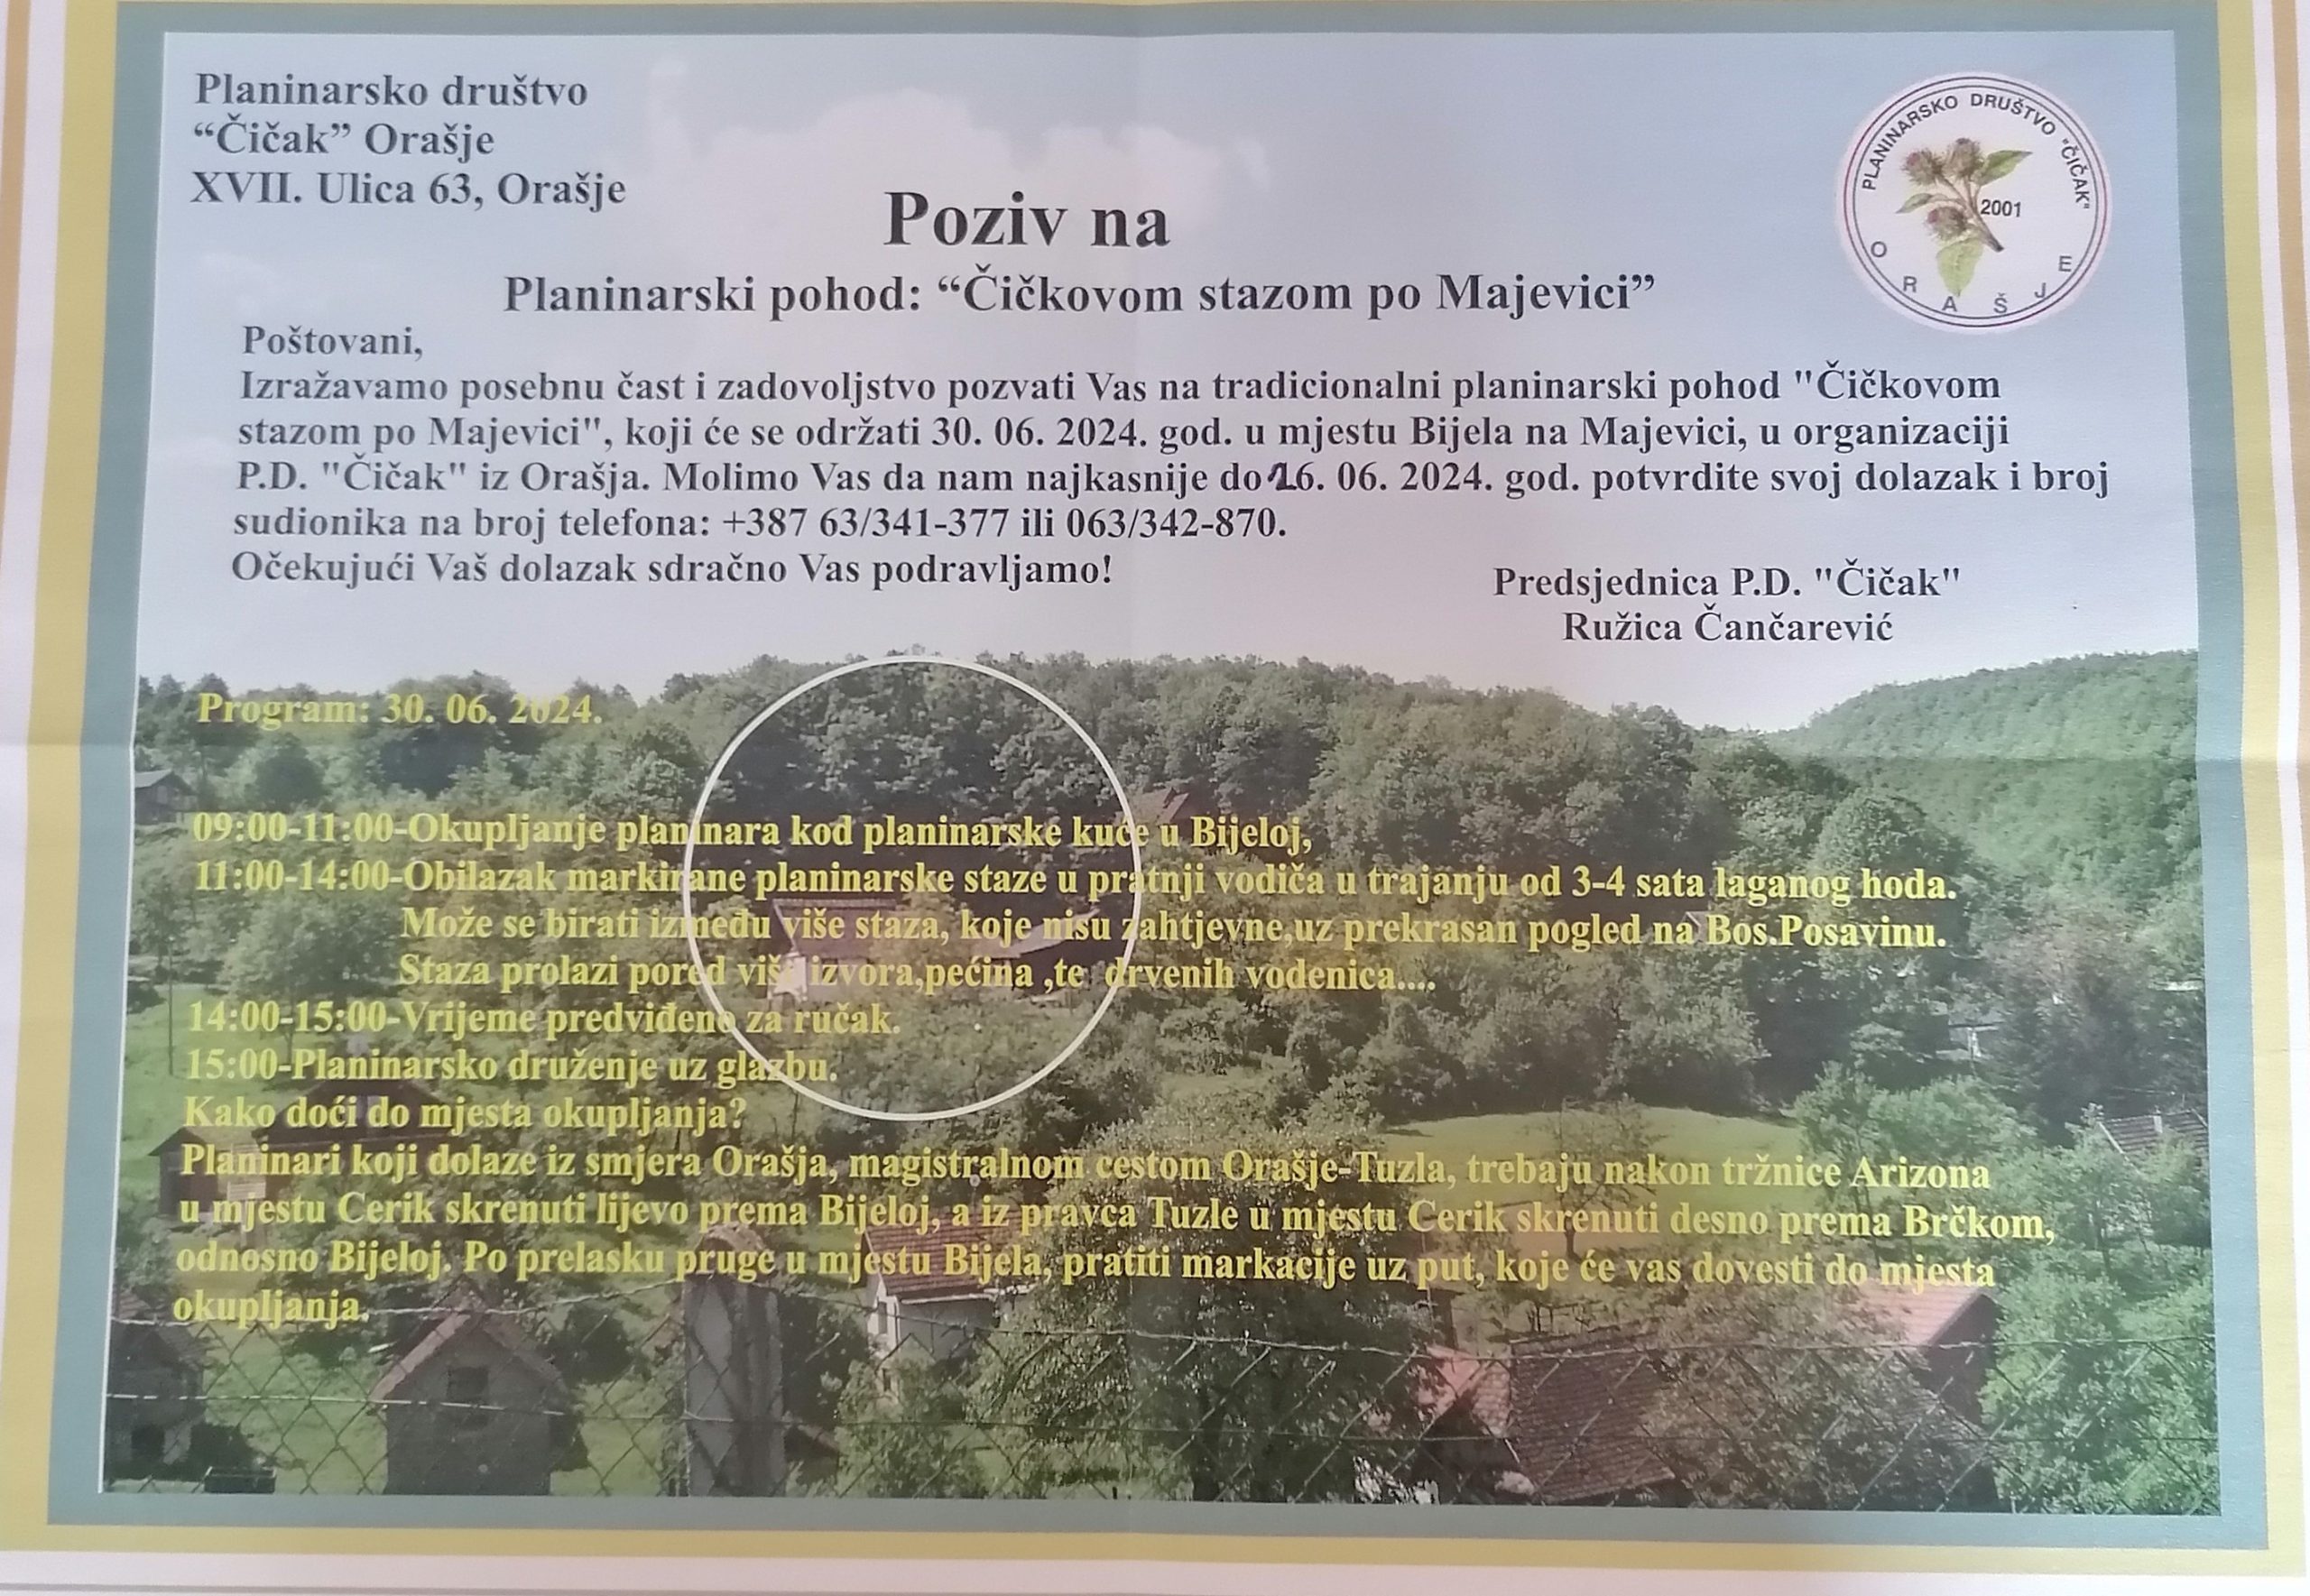 Planinarsko društvo
“Čičak” Orašje
XVII. Ulica 63, Orašje
PLANINARSKO DRUŠTVO "ČIČAK"
2001
ORAŠJE
Poziv na
Planinarski pohod: “Čičkovom stazom po Majevici”
Poštovani,
Izražavamo posebnu čast i zadovoljstvo pozvati Vas na tradicionalni planinarski pohod "Čičkovom
stazom po Majevici", koji će se održati 30. 06. 2024. god. u mjestu Bijela na Majevici, u organizaciji
P.D. "Čičak" iz Orašja. Molimo Vas da nam najkasnije do 06. 2024. god. potvrdite svoj dolazak i broj
sudionika na broj telefona: +387 63/341-377 ili 063/342-870.
Očekujući Vaš dolazak sdračno Vas podravljamo!
Predsjednica P.D. "Čičak"
Ružica Čančarević
Program: 30. 06. 2024.
09:00-11:00-Okupljanje planinara kod planinarske kuće u Bijeloj,
11:00-14:00-Obilazak markirane planinarske staze u pratnji vodiča u trajanju od 3-4 sata laganog hoda.
Može se birati između više staza, koje nisu zahtjevne,uz prekrasan pogled na Bos.Posavinu.
Staza prolazi pored više izvora,pećina ,te drvenih vodenica....
14:00-15:00-Vrijeme predviđeno za ručak.
15:00-Planinarsko druženje uz glazbu.
Kako doći do mjesta okupljanja?
Planinari koji dolaze iz smjera Orašja, magistralnom cestom Orašje-Tuzla, trebaju nakon tržnice Arizona
u mjestu Cerik skrenuti lijevo prema Bijeloj, a iz pravca Tuzle u mjestu Cerik skrenuti desno prema Brčkom,
odnosno Bijeloj. Po prelasku pruge u mjestu Bijela, pratiti markacije uz put, koje će vas dovesti do mjesta
okupljanja.